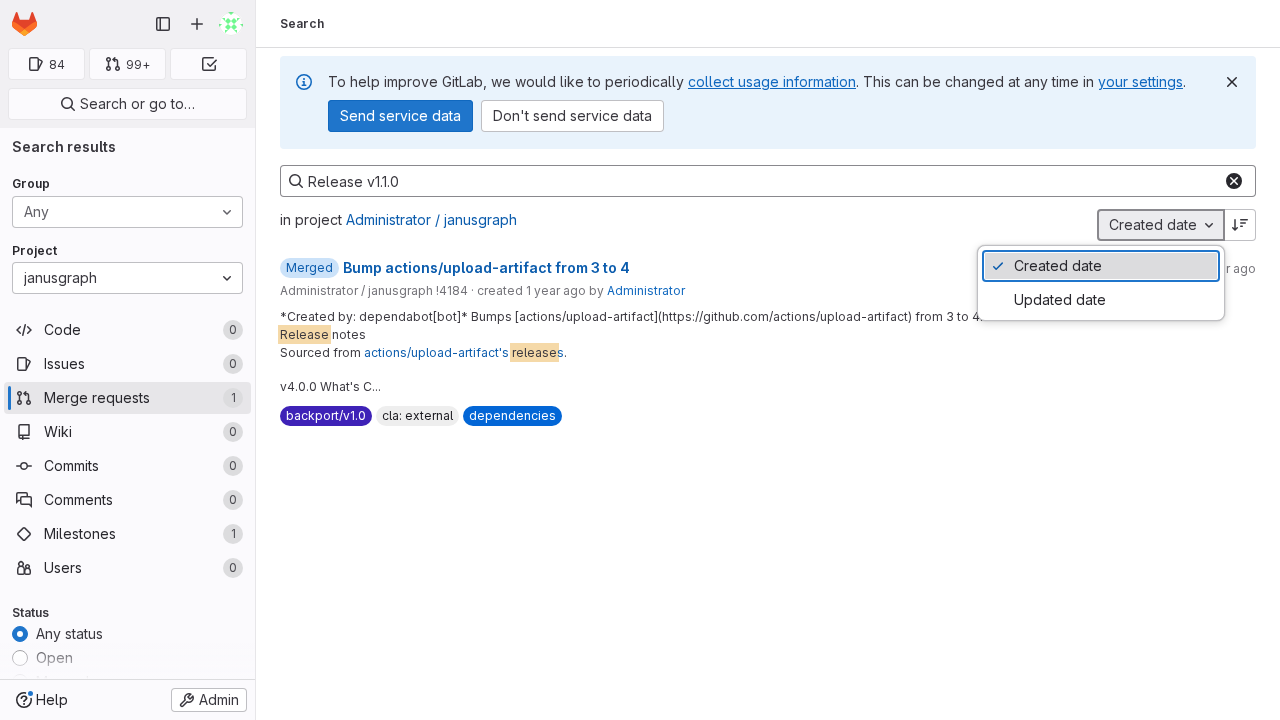 84
99+
Search or go to…
Search results
Group
Any
Project
janusgraph
Code 0
Issues 0
Merge requests 1
Wiki 0
Commits 0
Comments 0
Milestones 1
Users 0
Status
Any status
Open
Help
Admin
Search
To help improve GitLab, we would like to periodically collect usage information. This can be changed at any time in your settings.
Send service data
Don't send service data
Release v1.1.0
in project Administrator / janusgraph
Created date
Created date
Updated date
Merged Bump actions/upload-artifact from 3 to 4
r ago
Administrator / janusgraph !4184 · created 1 year ago by Administrator
*Created by: dependabot[bot]* Bumps [actions/upload-artifact](https://github.com/actions/upload-artifact) from 3 to 4.
Release notes
Sourced from actions/upload-artifact's releases.
v4.0.0 What's C...
backport/v1.0 cla: external dependencies